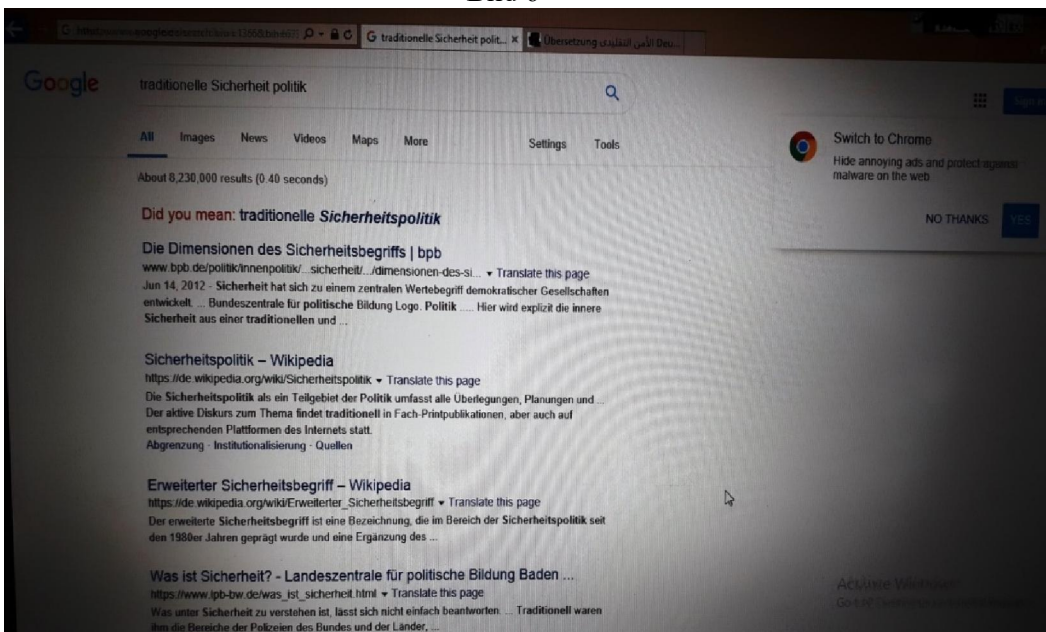 Bild 6
G traditionelle Sicherheit polit... × Übersetzung الأمن التقليدي Deu...
Google
traditionelle Sicherheit politik
All Images News Videos Maps More Settings Tools
About 8,230,000 results (0.40 seconds)
Did you mean: traditionelle Sicherheitspolitik
Die Dimensionen des Sicherheitsbegriffs | bpb
www.bpb.de/politik/innenpolitik/...sicherheit/.../dimensionen-des-si... ▾ Translate this page
Jun 14, 2012 - Sicherheit hat sich zu einem zentralen Wertebegriff demokratischer Gesellschaften
entwickelt. ... Bundeszentrale für politische Bildung Logo. Politik ..... Hier wird explizit die innere
Sicherheit aus einer traditionellen und ...
Sicherheitspolitik – Wikipedia
https://de.wikipedia.org/wiki/Sicherheitspolitik ▾ Translate this page
Die Sicherheitspolitik als ein Teilgebiet der Politik umfasst alle Überlegungen, Planungen und ...
Der aktive Diskurs zum Thema findet traditionell in Fach-Printpublikationen, aber auch auf
entsprechenden Plattformen des Internets statt.
Abgrenzung · Institutionalisierung · Quellen
Erweiterter Sicherheitsbegriff – Wikipedia
https://de.wikipedia.org/wiki/Erweiterter_Sicherheitsbegriff ▾ Translate this page
Der erweiterte Sicherheitsbegriff ist eine Bezeichnung, die im Bereich der Sicherheitspolitik seit
den 1980er Jahren geprägt wurde und eine Ergänzung des ...
Was ist Sicherheit? - Landeszentrale für politische Bildung Baden ...
https://www.lpb-bw.de/was_ist_sicherheit.html ▾ Translate this page
Was unter Sicherheit zu verstehen ist, lässt sich nicht einfach beantworten. ... Traditionell waren
ihm die Bereiche der Polizeien des Bundes und der Länder, ...
Sign in
Switch to Chrome
Hide annoying ads and protect against
malware on the web
NO THANKS YES
Activate Windows